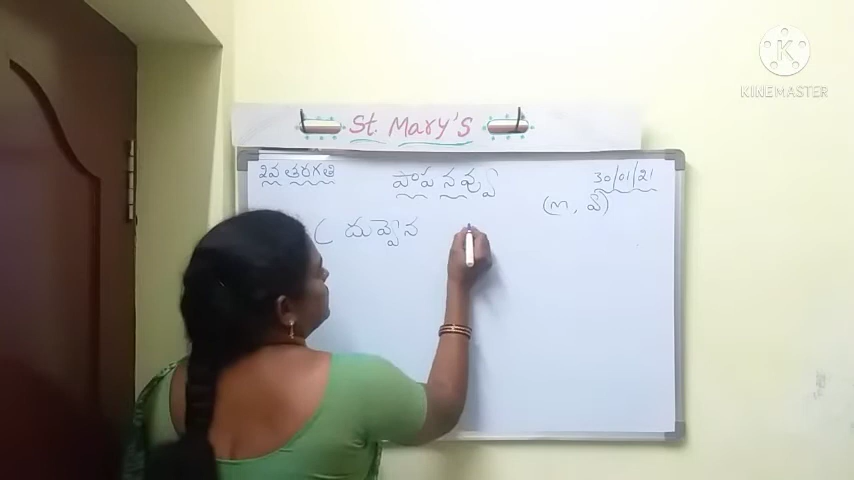 KINEMASTER
St. Mary's
2వ తరగతి
పాప నవ్వు
30/01/21
(గ, వ)
( దువ్వెన